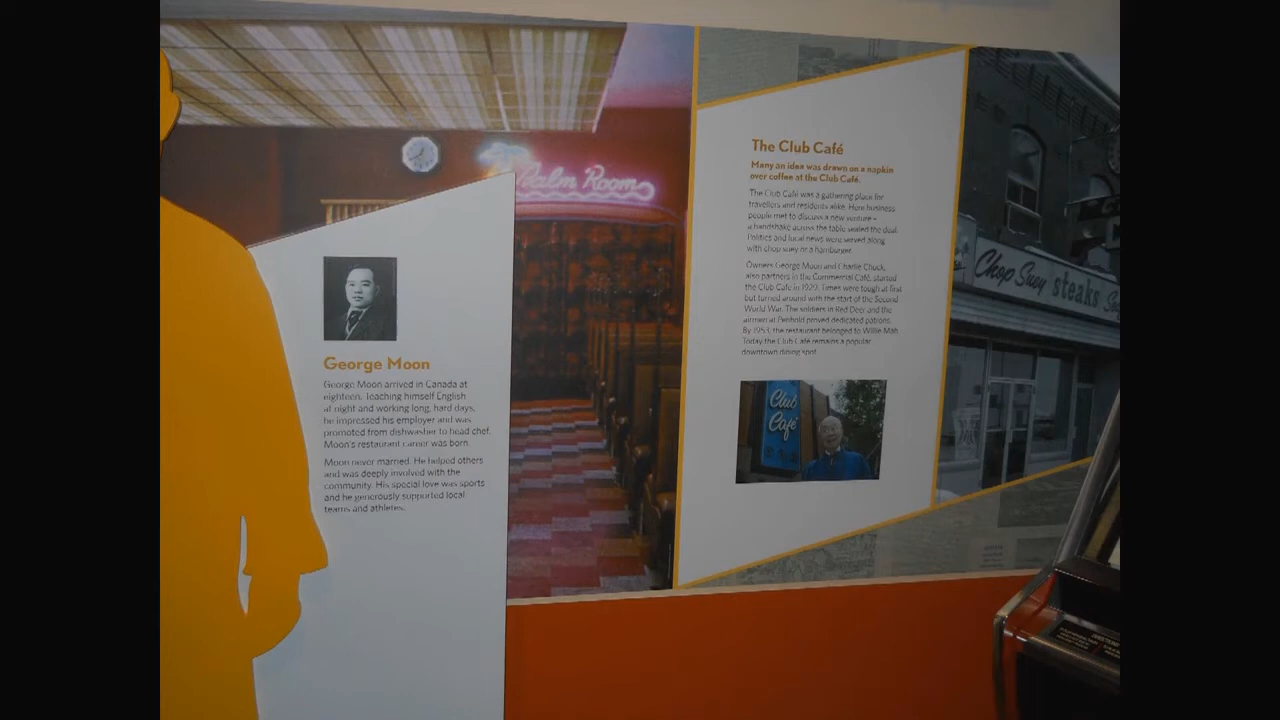 Palm Room
George Moon
George Moon arrived in Canada at
eighteen. Teaching himself English
at night and working long, hard days,
he impressed his employer and was
promoted from dishwasher to head chef.
Moon's restaurant career was born.
Moon never married. He helped others
and was deeply involved with the
community. His special love was sports
and he generously supported local
teams and athletes.
The Club Café
Many an idea was drawn on a napkin
over coffee at the Club Café.
The Club Café was a gathering place for
travellers and residents alike. How business
people met to discuss a new venture –
a handshake across the table sealed the deal.
Politics and local news were served along
with chop suey or a hamburger.
Owners George Moon and Charlie Chuck,
also partners in the Commercial Café, started
the Club Café in 1929. Times were tough at first
but turned around with the start of the Second
World War. The soldiers in Red Deer and the
airmen at Penhold proved dedicated patrons.
By 1953, the restaurant belonged to Willie Mah.
Today the Club Café remains a popular
downtown dining spot.
Club
Café
Chop Suey steaks